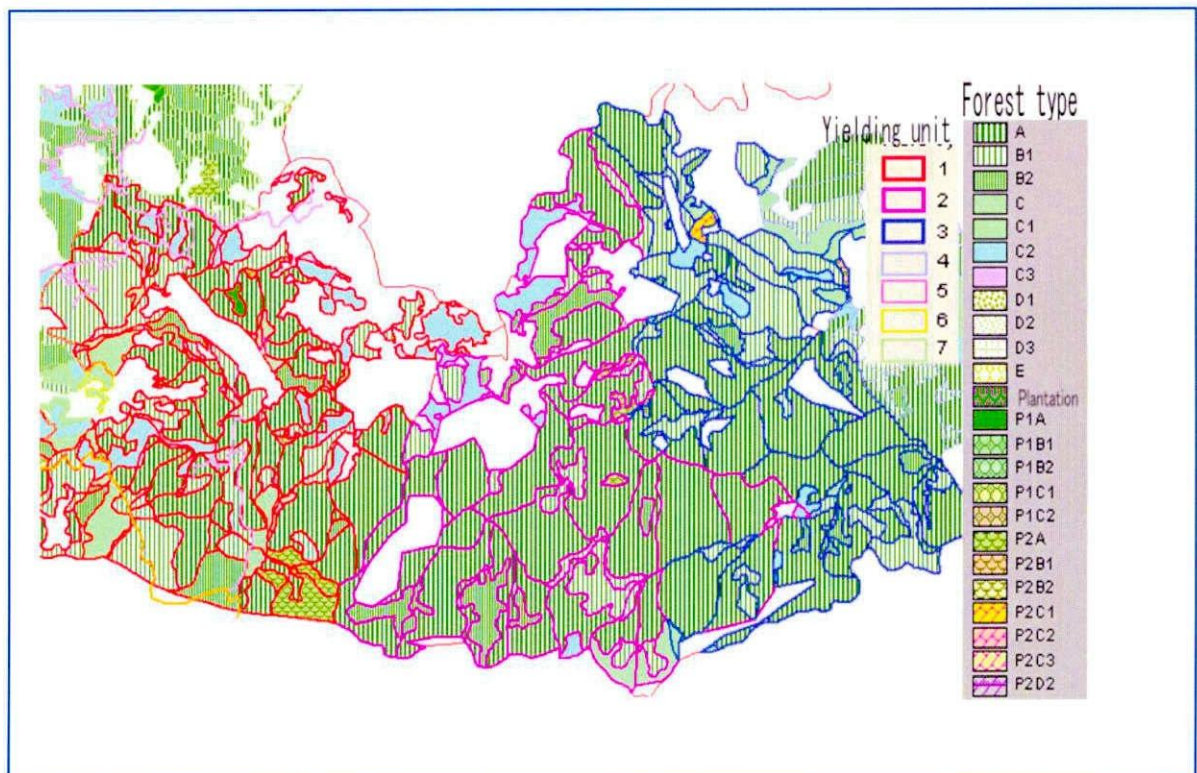 Forest type
Yielding unit
1
2
3
4
5
6
7
A
B1
B2
C
C1
C2
C3
D1
D2
D3
E
Plantation
P1A
P1B1
P1B2
P1C1
P1C2
P2A
P2B1
P2B2
P2C1
P2C2
P2C3
P2D2